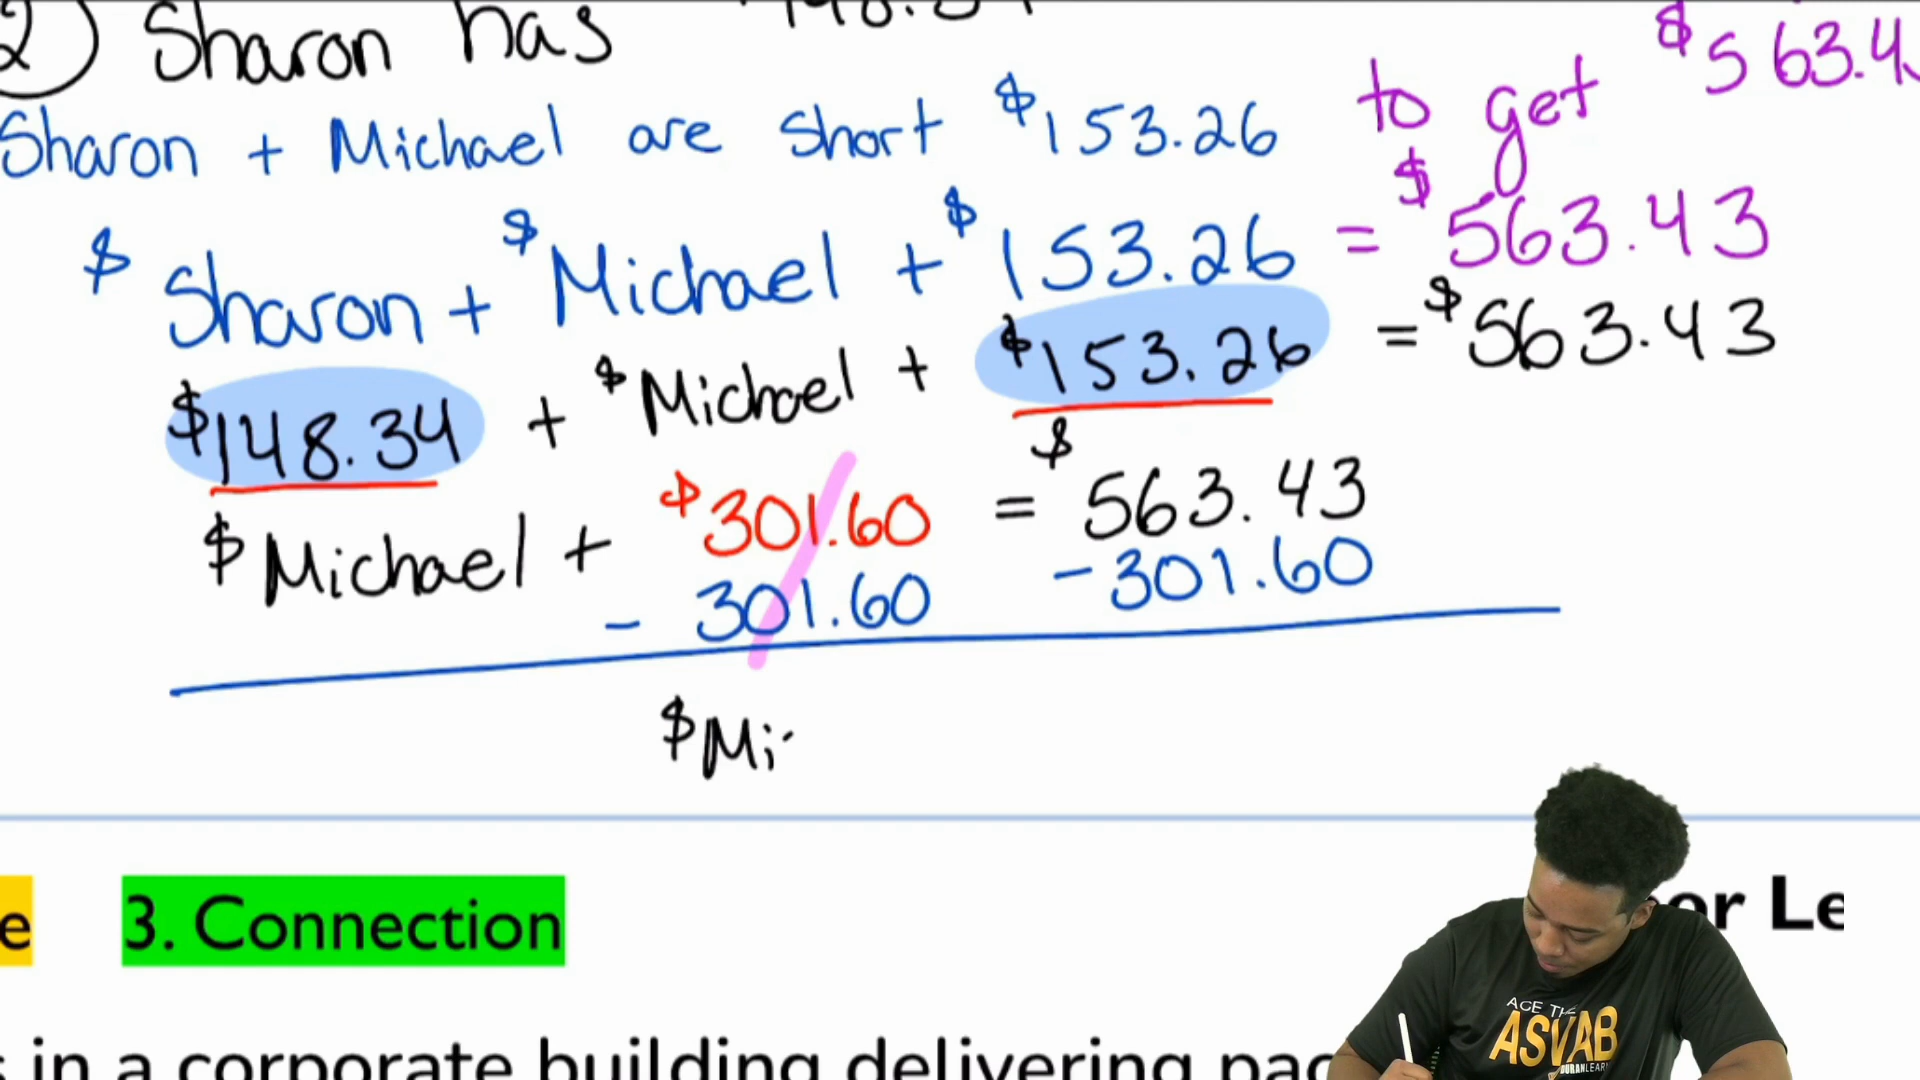 2) Sharon has
Sharon + Michael are short $153.26 to get $563.4
$ Sharon + $Michael + $153.26 = $563.43
$148.34 + $Michael + $153.26 = $563.43
$Michael + $301.60 = $563.43
- 301.60 -301.60
$Mi
e 3. Connection or Le
in a corporate building delivering pac
ACE THE
ASVAB